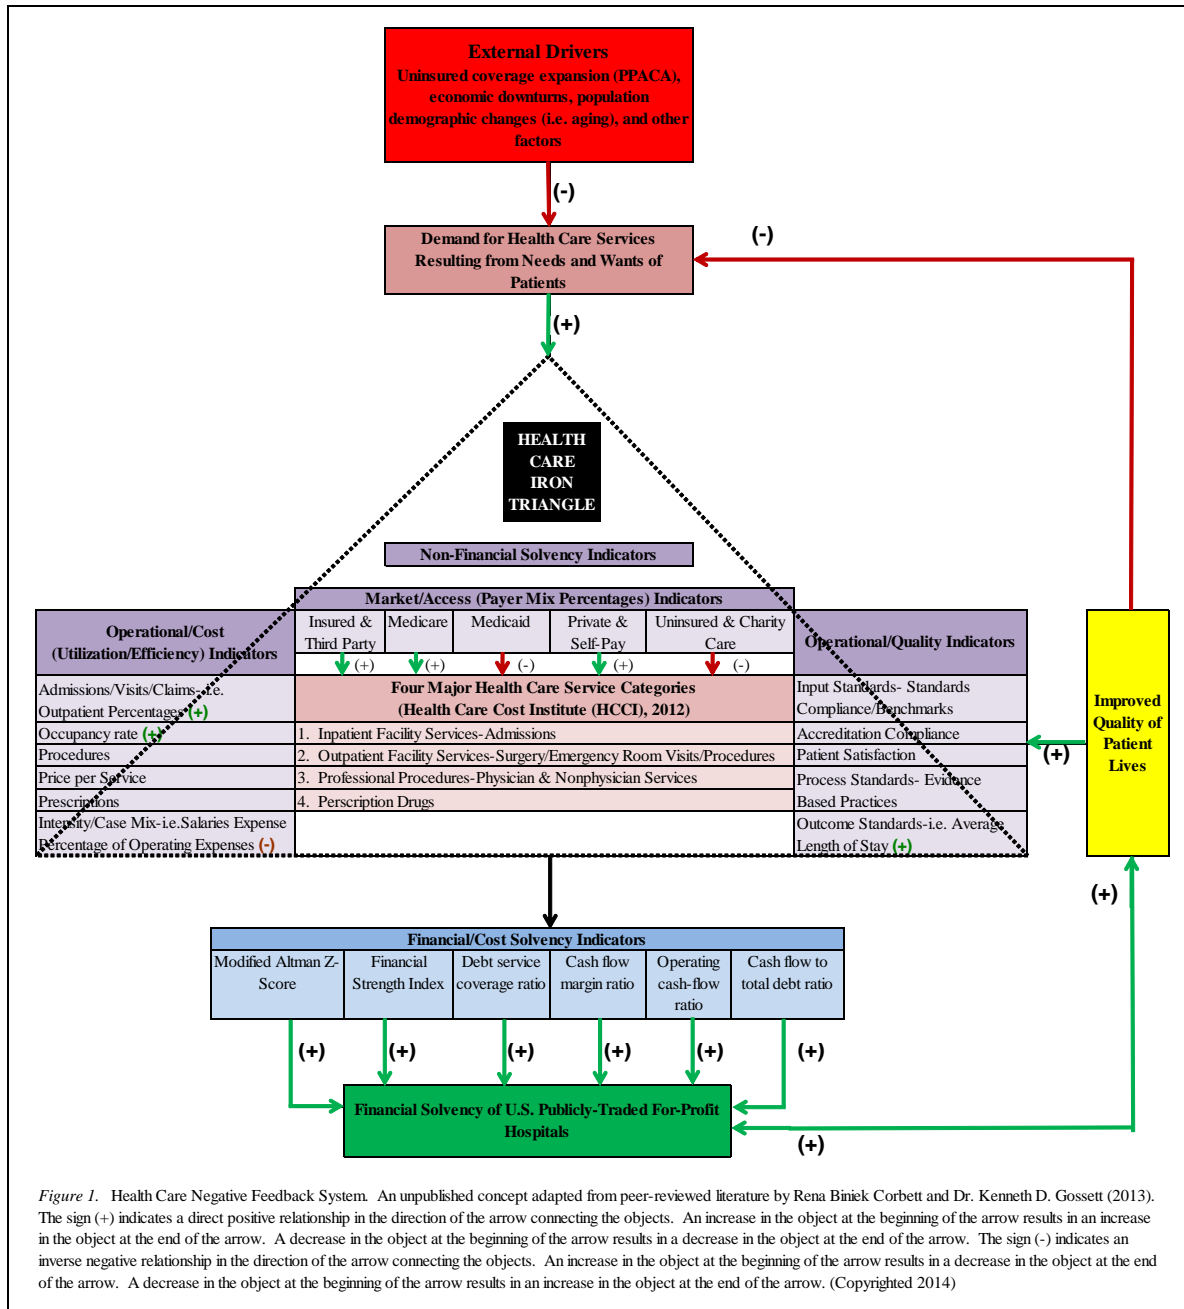 External Drivers
Uninsured coverage expansion (PPACA),
economic downturns, population
demographic changes (i.e. aging), and other
factors
(-)
Demand for Health Care Services
Resulting from Needs and Wants of
Patients
(-)
(+)
HEALTH
CARE
IRON
TRIANGLE
Non-Financial Solvency Indicators
Market/Access (Payer Mix Percentages) Indicators
Insured &
Third Party
Medicare
Medicaid
Private &
Self-Pay
Uninsured & Charity
Care
(+)
(+)
(-)
(+)
(-)
Operational/Cost
(Utilization/Efficiency) Indicators
Admissions/Visits/Claims- i.e.
Outpatient Percentages (+)
Occupancy rate (+)
Procedures
Price per Service
Prescriptions
Intensity/Case Mix-i.e.Salaries Expense
Percentage of Operating Expenses (-)
Four Major Health Care Service Categories
(Health Care Cost Institute (HCCI), 2012)
1. Inpatient Facility Services-Admissions
2. Outpatient Facility Services-Surgery/Emergency Room Visits/Procedures
3. Professional Procedures-Physician & Nonphysician Services
4. Perscription Drugs
Operational/Quality Indicators
Input Standards- Standards
Compliance/Benchmarks
Accreditation Compliance
Patient Satisfaction
Process Standards- Evidence
Based Practices
Outcome Standards-i.e. Average
Length of Stay (+)
(+)
Improved
Quality of
Patient
Lives
(+)
Financial/Cost Solvency Indicators
Modified Altman Z-
Score
Financial
Strength Index
Debt service
coverage ratio
Cash flow
margin ratio
Operating
cash-flow
ratio
Cash flow to
total debt ratio
(+)
(+)
(+)
(+)
(+)
(+)
Financial Solvency of U.S. Publicly-Traded For-Profit
Hospitals
(+)
Figure 1. Health Care Negative Feedback System. An unpublished concept adapted from peer-reviewed literature by Rena Biniek Corbett and Dr. Kenneth D. Gossett (2013).
The sign (+) indicates a direct positive relationship in the direction of the arrow connecting the objects. An increase in the object at the beginning of the arrow results in an increase
in the object at the end of the arrow. A decrease in the object at the beginning of the arrow results in a decrease in the object at the end of the arrow. The sign (-) indicates an
inverse negative relationship in the direction of the arrow connecting the objects. An increase in the object at the beginning of the arrow results in a decrease in the object at the end
of the arrow. A decrease in the object at the beginning of the arrow results in an increase in the object at the end of the arrow. (Copyrighted 2014)